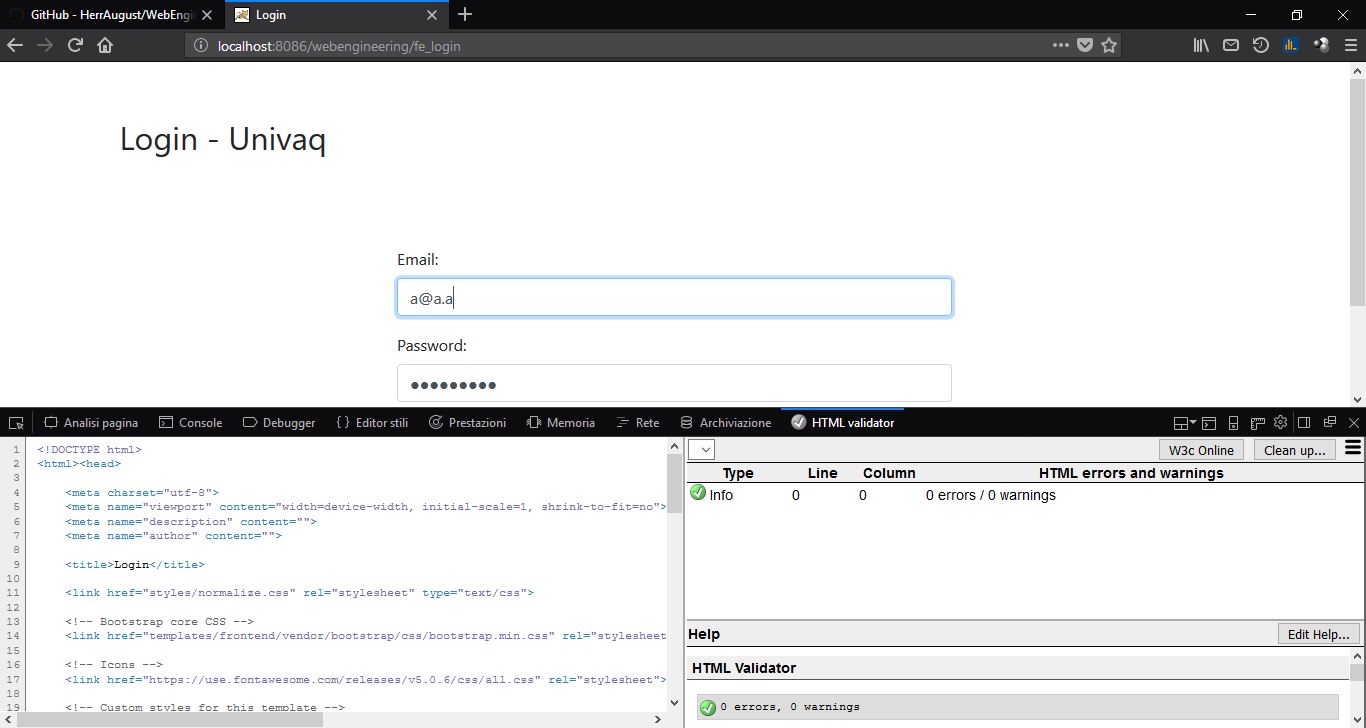 GitHub - HerrAugust/WebEngi
Login
localhost:8086/webengineering/fe_login
Login - Univaq
Email:
a@a.a
Password:
●●●●●●●●●
Analisi pagina Console Debugger Editor stili Prestazioni Memoria Rete Archiviazione HTML validator
W3c Online Clean up...
Type Line Column HTML errors and warnings
Info 0 0 0 errors / 0 warnings
1 <!DOCTYPE html>
2 <html><head>
3
4 <meta charset="utf-8">
5 <meta name="viewport" content="width=device-width, initial-scale=1, shrink-to-fit=no">
6 <meta name="description" content="">
7 <meta name="author" content="">
8
9 <title>Login</title>
10
11 <link href="styles/normalize.css" rel="stylesheet" type="text/css">
12
13 <!-- Bootstrap core CSS -->
14 <link href="templates/frontend/vendor/bootstrap/css/bootstrap.min.css" rel="stylesheet
15
16 <!-- Icons -->
17 <link href="https://use.fontawesome.com/releases/v5.0.6/css/all.css" rel="stylesheet">
18
19 <!-- Custom styles for this template -->
Help Edit Help...
HTML Validator
0 errors, 0 warnings